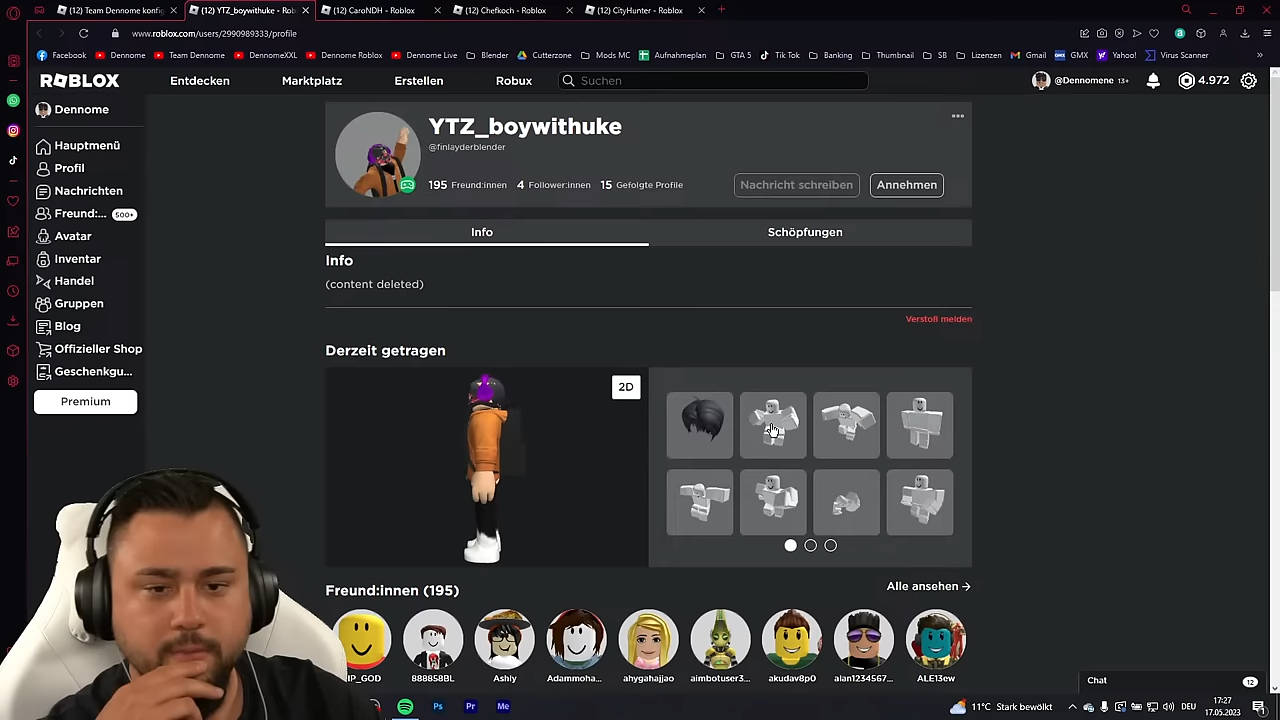 (12) Team Dennome konfig
(12) YTZ_boywithuke - Rob
(12) CaroNDH - Roblox
(12) Chefkoch - Roblox
(12) CityHunter - Roblox
www.roblox.com/users/2990989333/profile
Facebook
Dennome
Team Dennome
DennomeXXL
Dennome Roblox
Dennome Live
Blender
Cutterzone
Mods MC
Aufnahmeplan
GTA 5
Tik Tok
Banking
Thumbnail
SB
Lizenzen
Gmail
GMX
Yahoo!
Virus Scanner
ROBLOX
Entdecken
Marktplatz
Erstellen
Robux
Suchen
@Dennomene 13+
4.972
Dennome
Hauptmenü
Profil
Nachrichten
Freund:... 500+
Avatar
Inventar
Handel
Gruppen
Blog
Offizieller Shop
Geschenkgu...
Premium
YTZ_boywithuke
@finlayderblender
195 Freund:innen 4 Follower:innen 15 Gefolgte Profile
Nachricht schreiben
Annehmen
Info
Schöpfungen
Info
(content deleted)
Verstoß melden
Derzeit getragen
2D
Freund:innen (195)
Alle ansehen
IP_GOD
888858BL
Ashly
Adammoha...
ahygahajjao
aimbotuser3...
akudav8p0
alan1234567...
ALE13ew
Chat
12
Ps
Pr
Me
11°C Stark bewölkt
DEU
17:27
17.05.2023